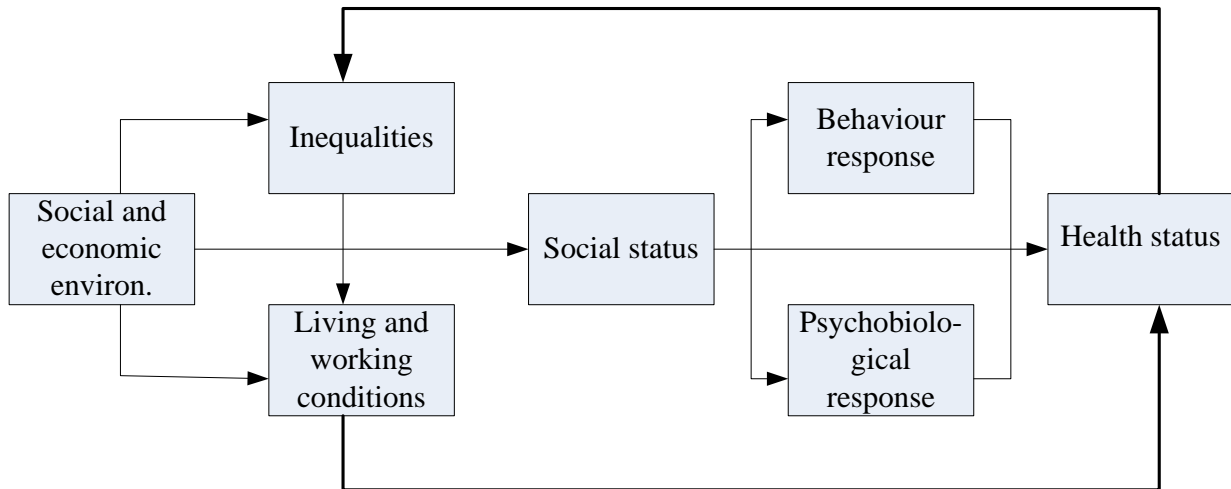 Inequalities
Social and
economic
environ.
Social status
Living and
working
conditions
Behaviour
response
Psychobiolo-
gical
response
Health status